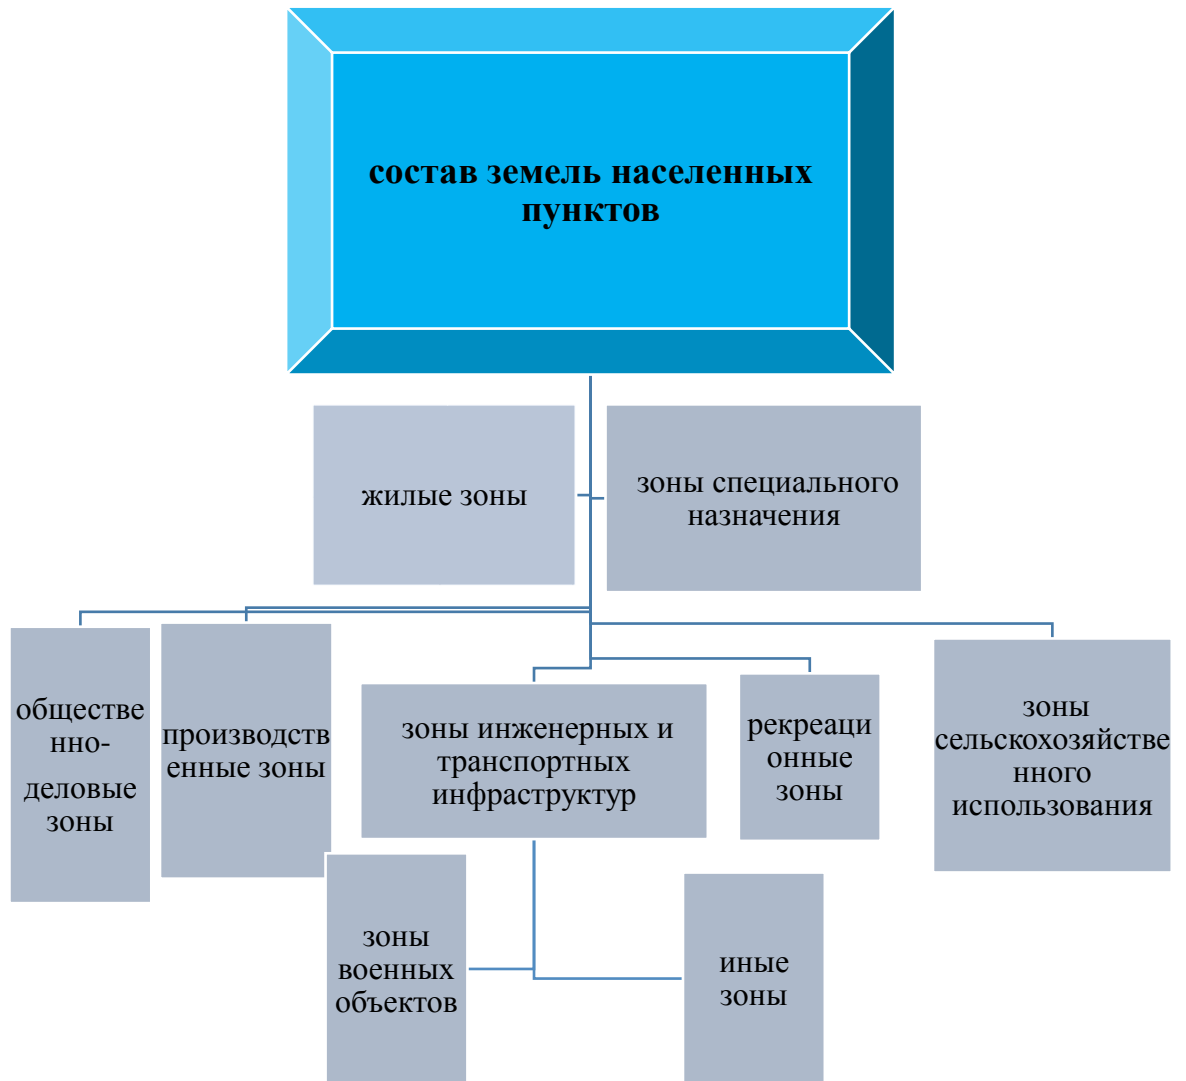 состав земель населенных
пунктов
жилые зоны
зоны специального
назначения
обществе
нно-
деловые
зоны
производств
енные зоны
зоны инженерных и
транспортных
инфраструктур
рекреаци
онные
зоны
зоны
сельскохозяйстве
нного
использования
зоны
военных
объектов
иные
зоны